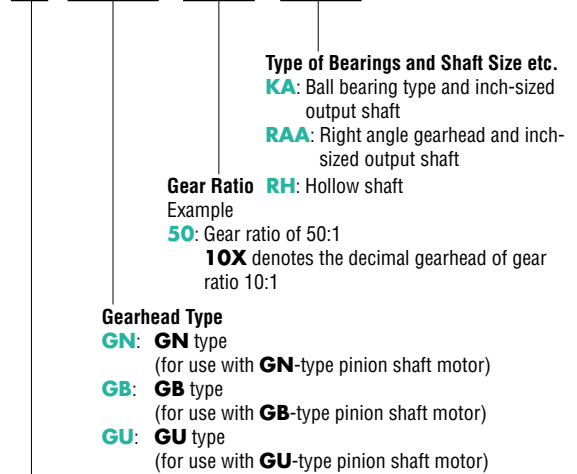 Type of Bearings and Shaft Size etc.
KA: Ball bearing type and inch-sized
output shaft
RAA: Right angle gearhead and inch-
sized output shaft
Gear Ratio RH: Hollow shaft
Example
50: Gear ratio of 50:1
10X denotes the decimal gearhead of gear
ratio 10:1
Gearhead Type
GN: GN type
(for use with GN-type pinion shaft motor)
GB: GB type
(for use with GB-type pinion shaft motor)
GU: GU type
(for use with GU-type pinion shaft motor)